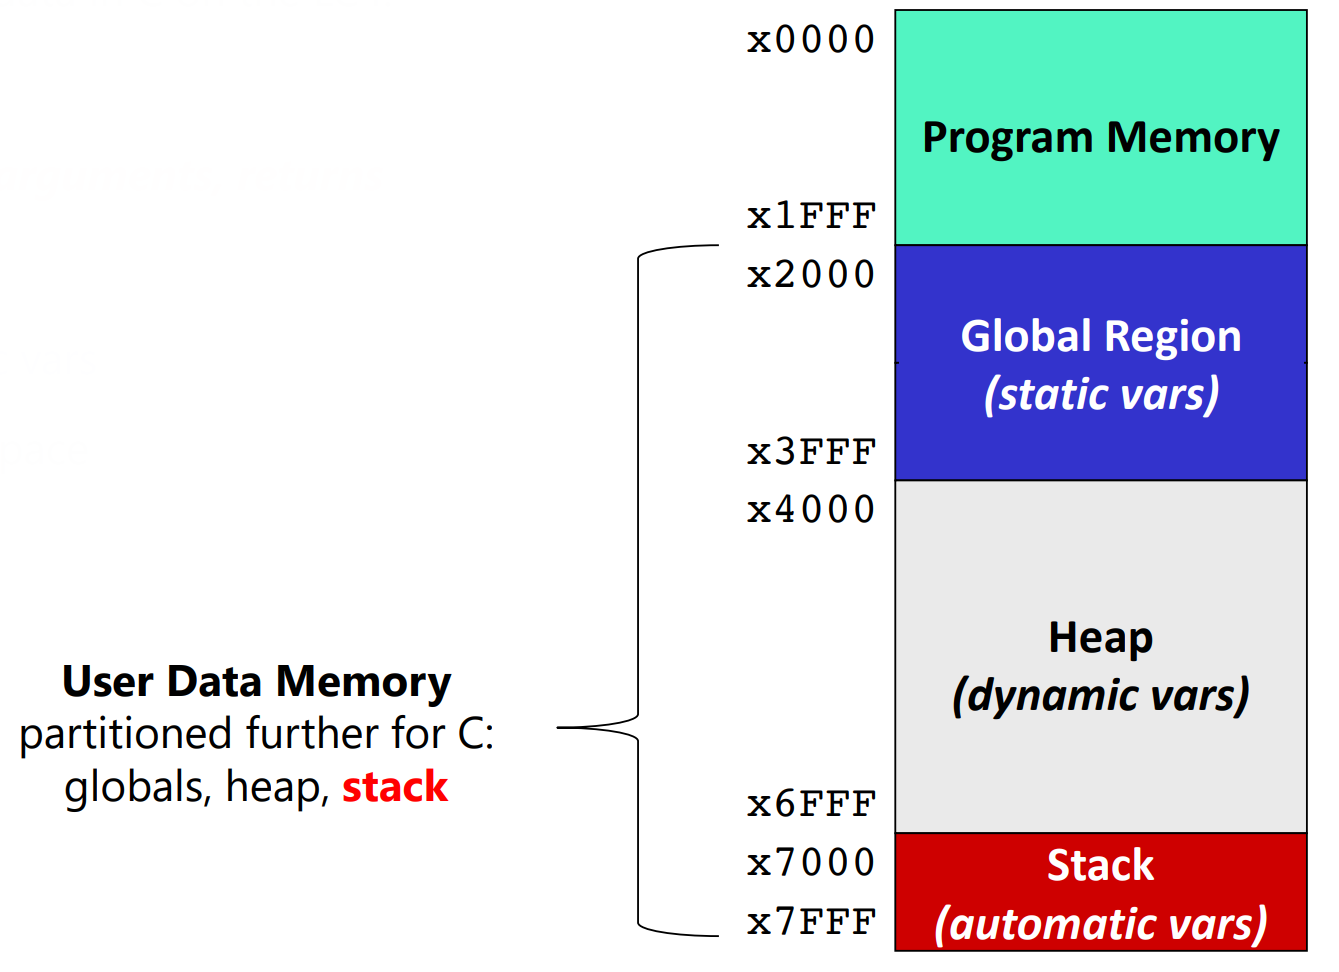 x0000
Program Memory
x1FFF
x2000
Global Region
(static vars)
x3FFF
x4000
Heap
(dynamic vars)
User Data Memory
partitioned further for C:
globals, heap, stack
x6FFF
x7000
Stack
(automatic vars)
x7FFF